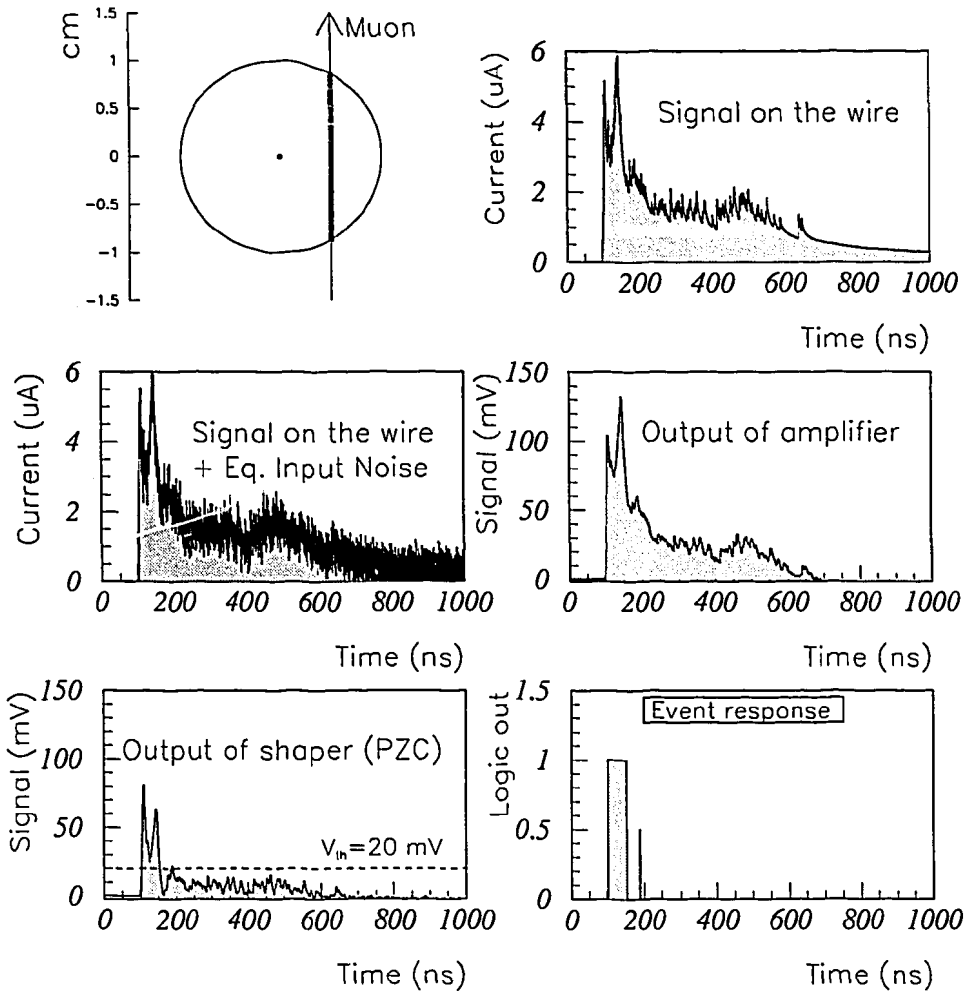 cm
1.5
1
0.5
0
−0.5
−1
−1.5
Muon
Current (uA)
6
4
2
0
Signal on the wire
0 200 400 600 800 1000
Time (ns)
Current (uA)
6
4
2
0
Signal on the wire
+ Eq. Input Noise
0 200 400 600 800 1000
Time (ns)
Signal (mV)
150
100
50
0
Output of amplifier
0 200 400 600 800 1000
Time (ns)
Signal (mV)
150
100
50
0
Output of shaper (PZC)
Vth=20 mV
0 200 400 600 800 1000
Time (ns)
Logic out
1.5
1
0.5
0
Event response
0 200 400 600 800 1000
Time (ns)